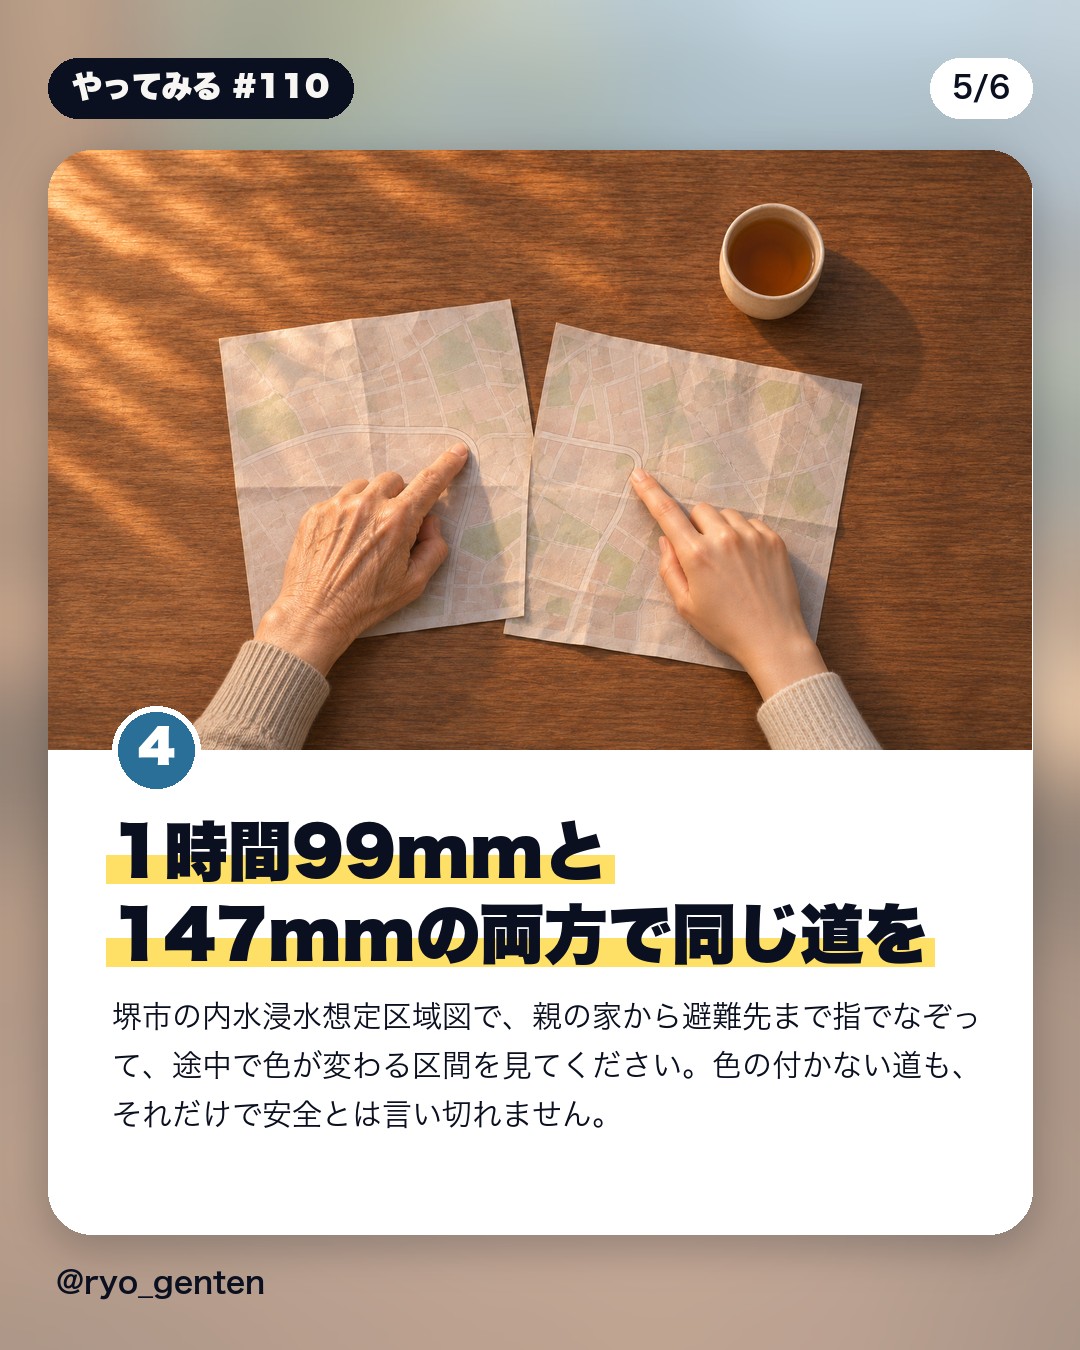 やってみる #110
5/6
4
1時間99mmと
147mmの両方で同じ道を
堺市の内水浸水想定区域図で、親の家から避難先まで指でなぞっ
て、途中で色が変わる区間を見てください。色の付かない道も、
それだけで安全とは言い切れません。
@ryo_genten